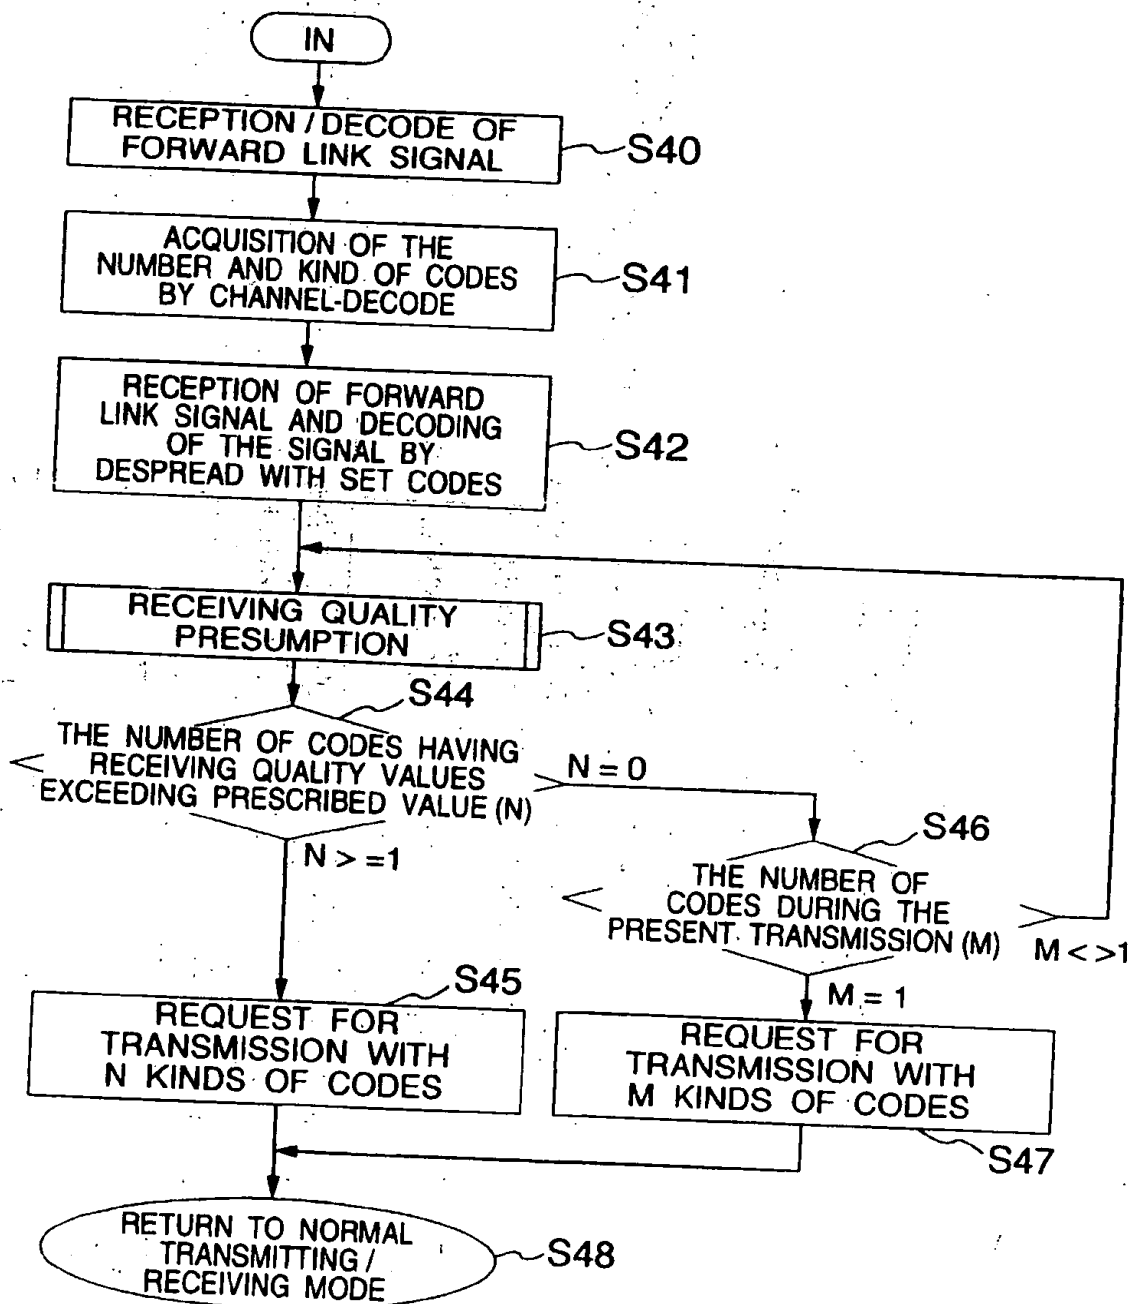 IN
RECEPTION / DECODE OF
FORWARD LINK SIGNAL
S40
ACQUISITION OF THE
NUMBER AND KIND OF CODES
BY CHANNEL-DECODE
S41
RECEPTION OF FORWARD
LINK SIGNAL AND DECODING
OF THE SIGNAL BY
DESPREAD WITH SET CODES
S42
RECEIVING QUALITY
PRESUMPTION
S43
S44
THE NUMBER OF CODES HAVING
RECEIVING QUALITY VALUES
EXCEEDING PRESCRIBED VALUE (N)
N = 0
N > =1
S46
THE NUMBER OF
CODES DURING THE
PRESENT TRANSMISSION (M)
M < >1
M = 1
S45
REQUEST FOR
TRANSMISSION WITH
N KINDS OF CODES
REQUEST FOR
TRANSMISSION WITH
M KINDS OF CODES
S47
RETURN TO NORMAL
TRANSMITTING /
RECEIVING MODE
S48